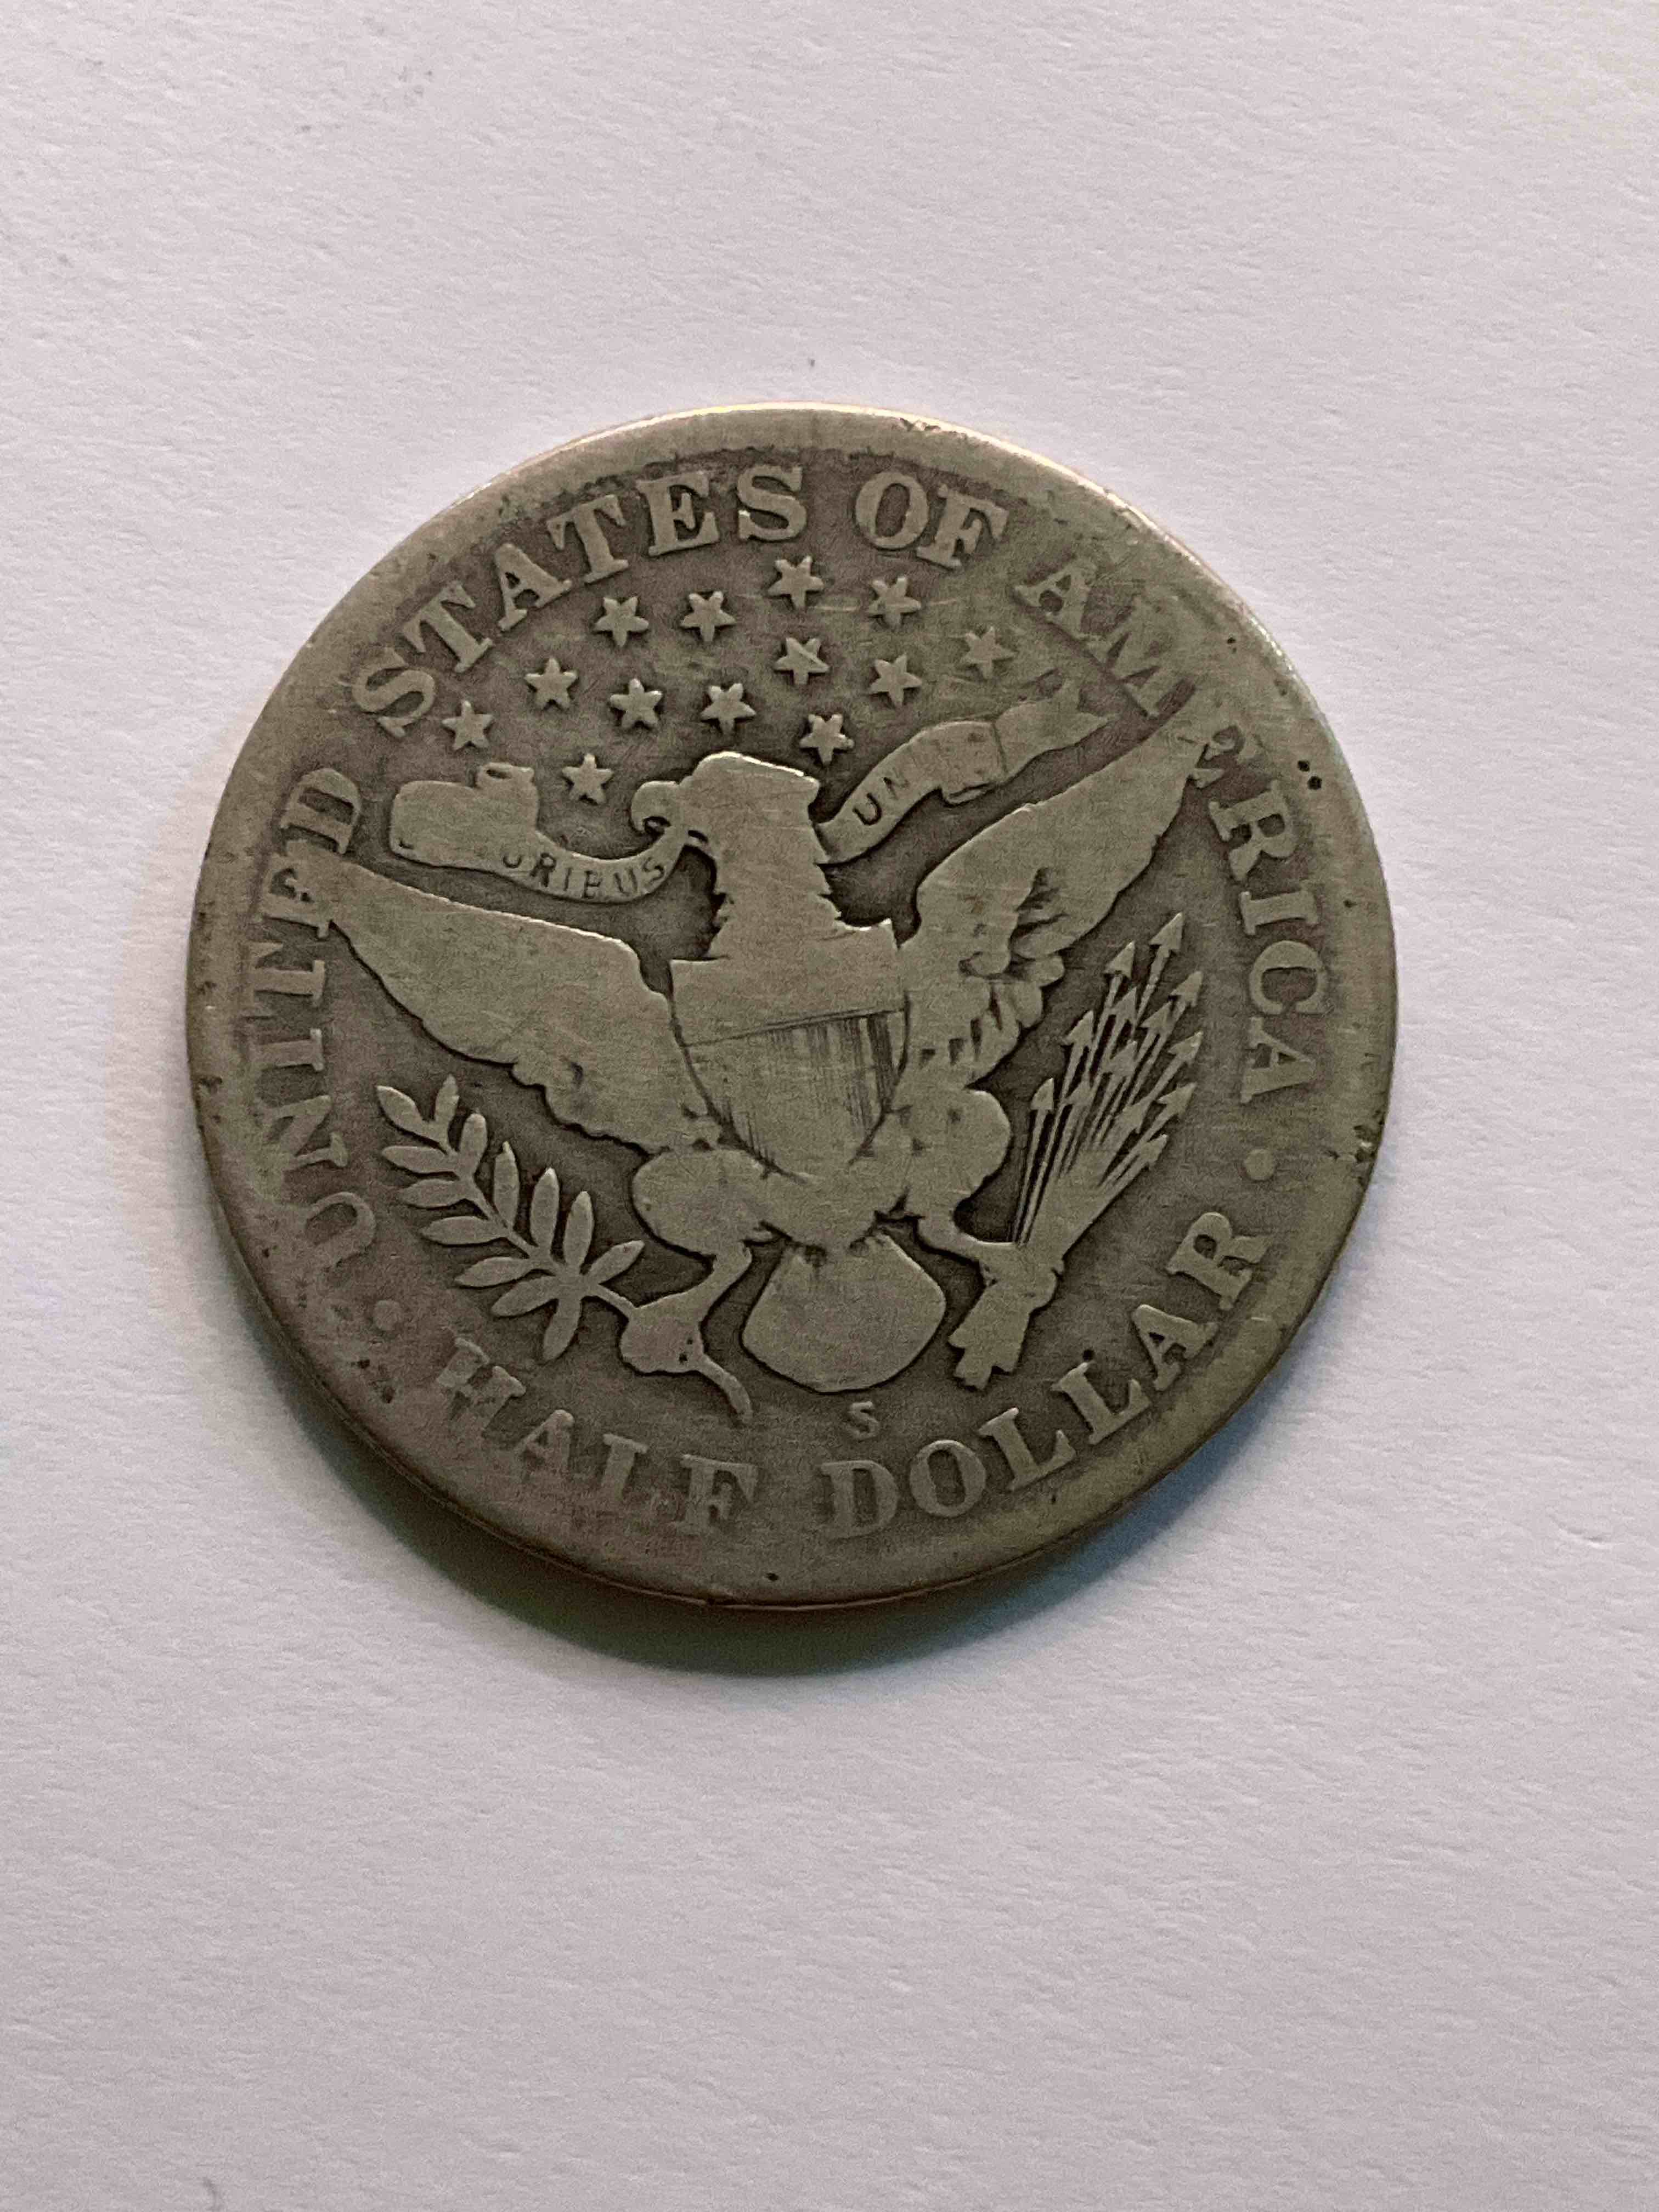 UNITED STATES OF AMERICA
URIBUS UN
S
HALF DOLLAR